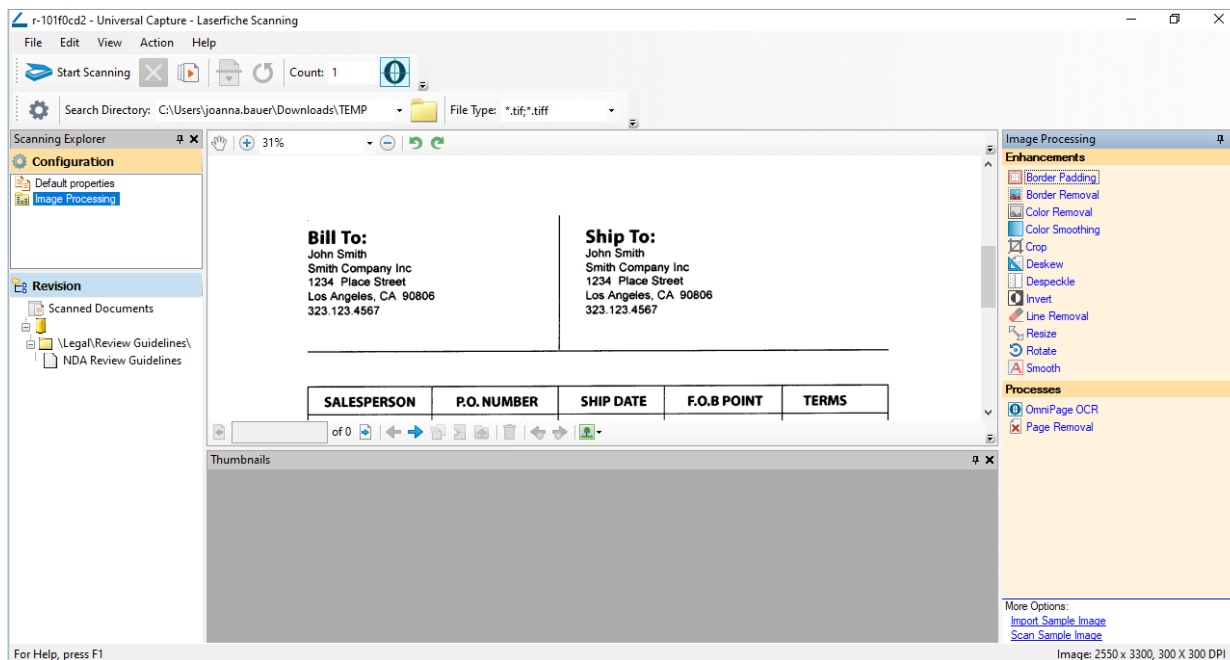 r-101f0cd2 - Universal Capture - Laserfiche Scanning
File Edit View Action Help
Start Scanning Count: 1
Search Directory: C:\Users\joanna.bauer\Downloads\TEMP File Type: *.tif;*.tiff
Scanning Explorer
Configuration
Default properties
Image Processing
Revision
Scanned Documents
\Legal\Review Guidelines\
NDA Review Guidelines
31%
Bill To:
John Smith
Smith Company Inc
1234 Place Street
Los Angeles, CA 90806
323.123.4567
Ship To:
John Smith
Smith Company Inc
1234 Place Street
Los Angeles, CA 90806
323.123.4567
SALESPERSON P.O. NUMBER SHIP DATE F.O.B POINT TERMS
of 0
Thumbnails
Image Processing
Enhancements
Border Padding
Border Removal
Color Removal
Color Smoothing
Crop
Deskew
Despeckle
Invert
Line Removal
Resize
Rotate
Smooth
Processes
OmniPage OCR
Page Removal
More Options:
Import Sample Image
Scan Sample Image
For Help, press F1
Image: 2550 x 3300, 300 X 300 DPI